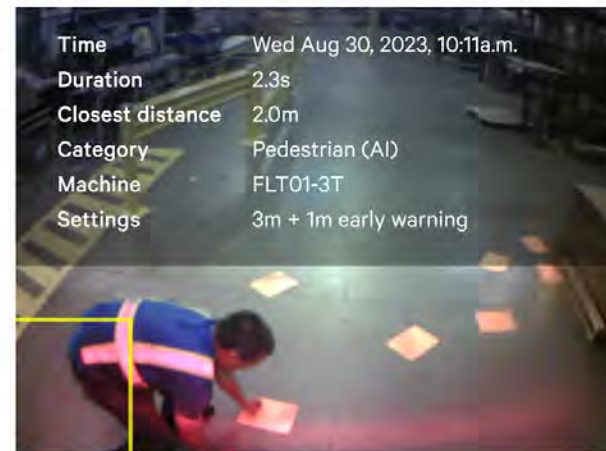 Time Wed Aug 30, 2023, 10:11a.m.
Duration 2.3s
Closest distance 2.0m
Category Pedestrian (AI)
Machine FLT01-3T
Settings 3m + 1m early warning